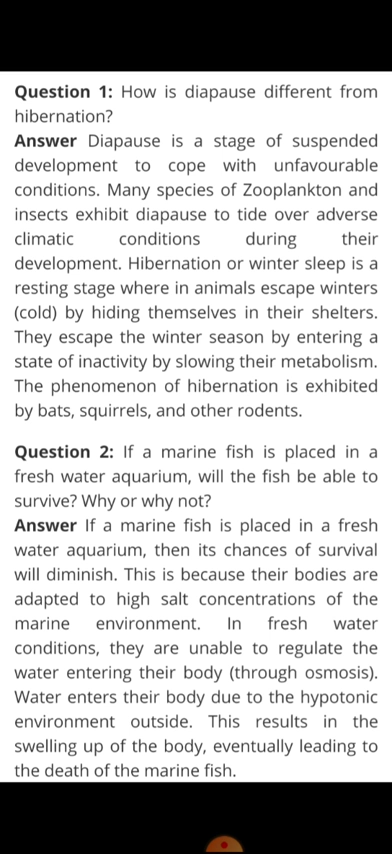 Question 1: How is diapause different from
hibernation?
Answer Diapause is a stage of suspended
development to cope with unfavourable
conditions. Many species of Zooplankton and
insects exhibit diapause to tide over adverse
climatic conditions during their
development. Hibernation or winter sleep is a
resting stage where in animals escape winters
(cold) by hiding themselves in their shelters.
They escape the winter season by entering a
state of inactivity by slowing their metabolism.
The phenomenon of hibernation is exhibited
by bats, squirrels, and other rodents.
Question 2: If a marine fish is placed in a
fresh water aquarium, will the fish be able to
survive? Why or why not?
Answer If a marine fish is placed in a fresh
water aquarium, then its chances of survival
will diminish. This is because their bodies are
adapted to high salt concentrations of the
marine environment. In fresh water
conditions, they are unable to regulate the
water entering their body (through osmosis).
Water enters their body due to the hypotonic
environment outside. This results in the
swelling up of the body, eventually leading to
the death of the marine fish.